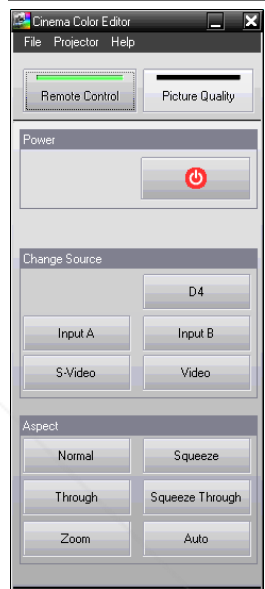 Cinema Color Editor
File Projector Help
Remote Control Picture Quality
Power
Change Source
D4
Input A Input B
S-Video Video
Aspect
Normal Squeeze
Through Squeeze Through
Zoom Auto